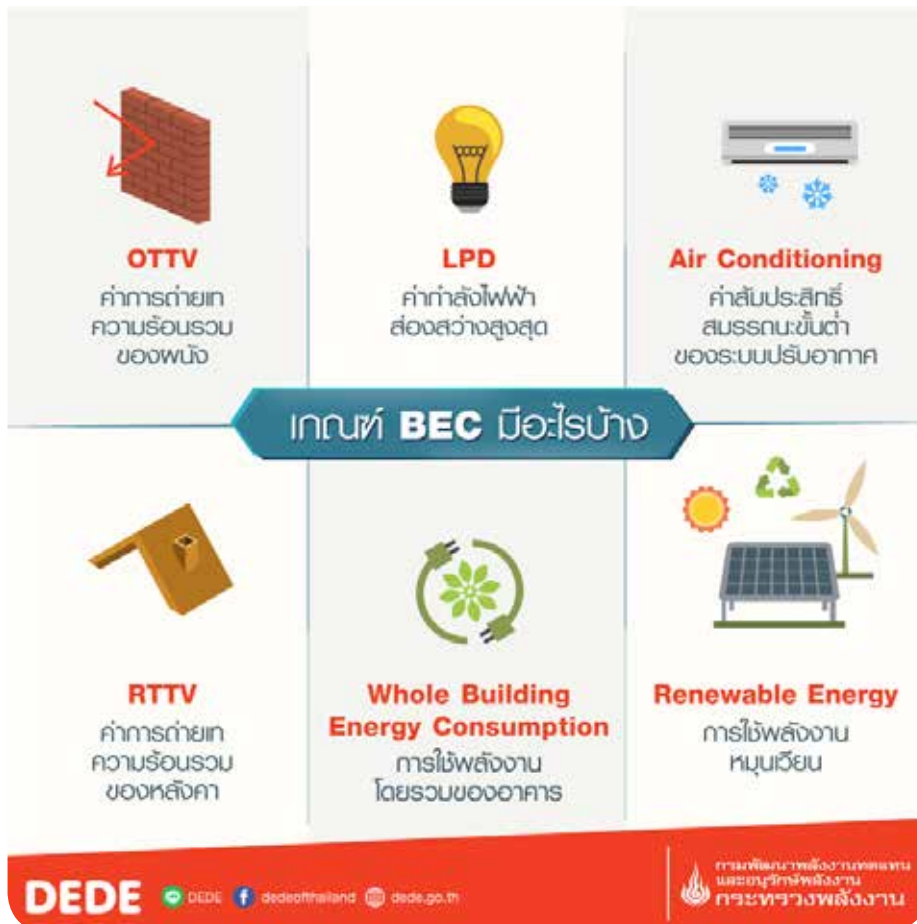 OTTV
ค่าการถ่ายเท
ความร้อนรวม
ของผนัง
LPD
ค่ากำลังไฟฟ้า
ส่องสว่างสูงสุด
Air Conditioning
ค่าสัมประสิทธิ์
สมรรถนะขั้นต่ำ
ของระบบปรับอากาศ
เกณฑ์ BEC มีอะไรบ้าง
RTTV
ค่าการถ่ายเท
ความร้อนรวม
ของหลังคา
Whole Building
Energy Consumption
การใช้พลังงาน
โดยรวมของอาคาร
Renewable Energy
การใช้พลังงาน
หมุนเวียน
DEDE DEDE dedeofthailand dede.go.th
กรมพัฒนาพลังงานทดแทน
และอนุรักษ์พลังงาน
กระทรวงพลังงาน